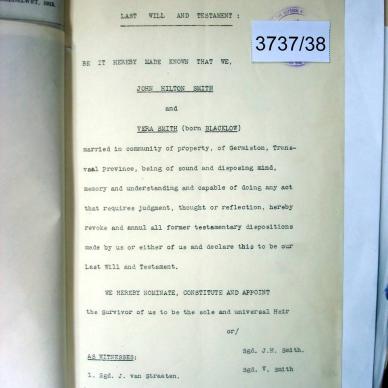 LAST WILL AND TESTAMENT:
3737/38
BE IT HEREBY MADE KNOWN THAT WE,
JOHN HILTON SMITH
and
VERA SMITH (born BLACKLOW)
married in community of property, of Germiston, Trans-
vaal Province, being of sound and disposing mind,
memory and understanding and capable of doing any act
that requires judgment, thought or reflection, hereby
revoke and annul all former testamentary dispositions
made by us or either of us and declare this to be our
Last Will and Testament.
WE HEREBY NOMINATE, CONSTITUTE AND APPOINT
the Survivor of us to be the sole and universal Heir
or/
AS WITNESSES:
Sgd. J.H. Smith.
1. Sgd. J. van Straaten.
Sgd. V. Smith